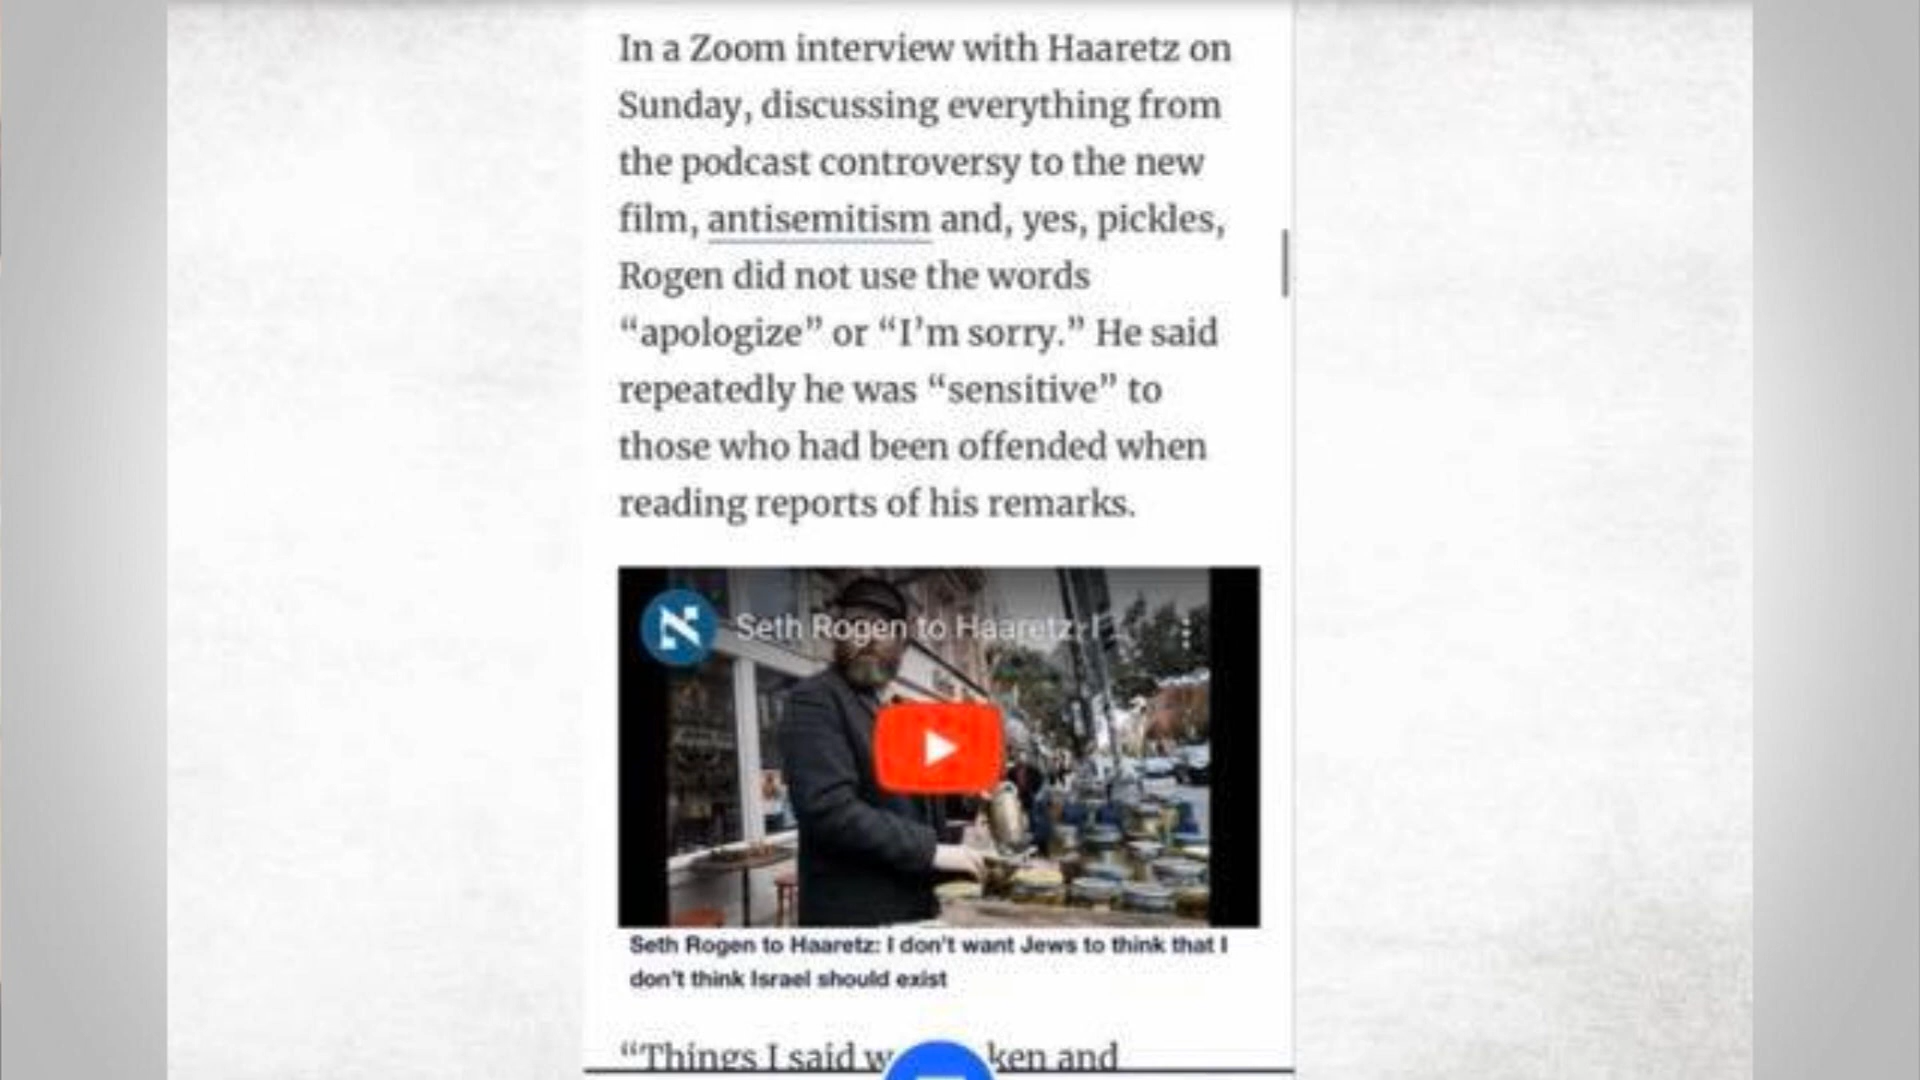 In a Zoom interview with Haaretz on
Sunday, discussing everything from
the podcast controversy to the new
film, antisemitism and, yes, pickles,
Rogen did not use the words
“apologize” or “I’m sorry.” He said
repeatedly he was “sensitive” to
those who had been offended when
reading reports of his remarks.
Seth Rogen to Haaretz: I
Seth Rogen to Haaretz: I don't want Jews to think that I
don't think Israel should exist
“Things I said and